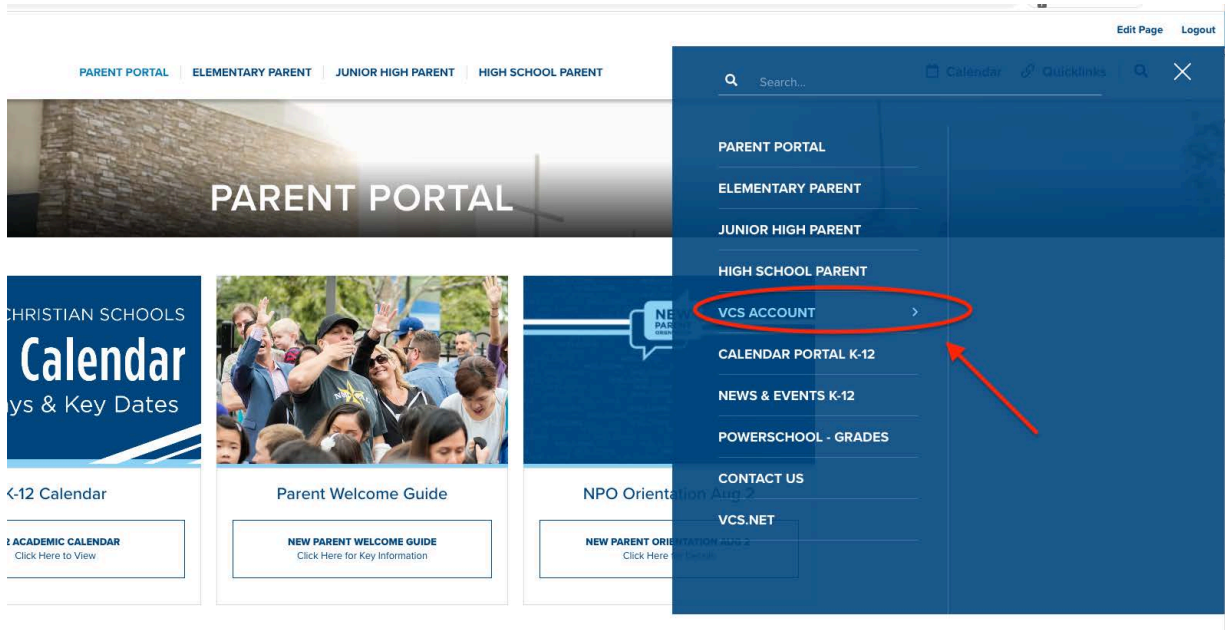 Edit Page Logout
PARENT PORTAL ELEMENTARY PARENT JUNIOR HIGH PARENT HIGH SCHOOL PARENT
Search...
Calendar Quicklinks
PARENT PORTAL
PARENT PORTAL
ELEMENTARY PARENT
JUNIOR HIGH PARENT
HIGH SCHOOL PARENT
VCS ACCOUNT
CALENDAR PORTAL K-12
NEWS & EVENTS K-12
POWERSCHOOL - GRADES
CONTACT US
VCS.NET
CHRISTIAN SCHOOLS
Calendar
ys & Key Dates
K-12 Calendar
ACADEMIC CALENDAR
Click Here to View
Parent Welcome Guide
NEW PARENT WELCOME GUIDE
Click Here for Key Information
NEW
PARENT
NPO Orientation Aug 2
NEW PARENT ORIENTATION AUG 2
Click Here for Details